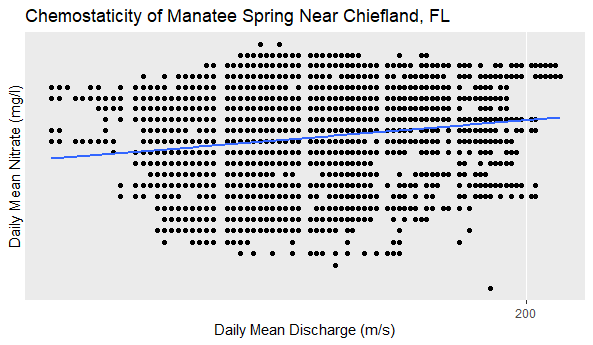 Chemostaticity of Manatee Spring Near Chiefland, FL
Daily Mean Nitrate (mg/l)
200
Daily Mean Discharge (m/s)